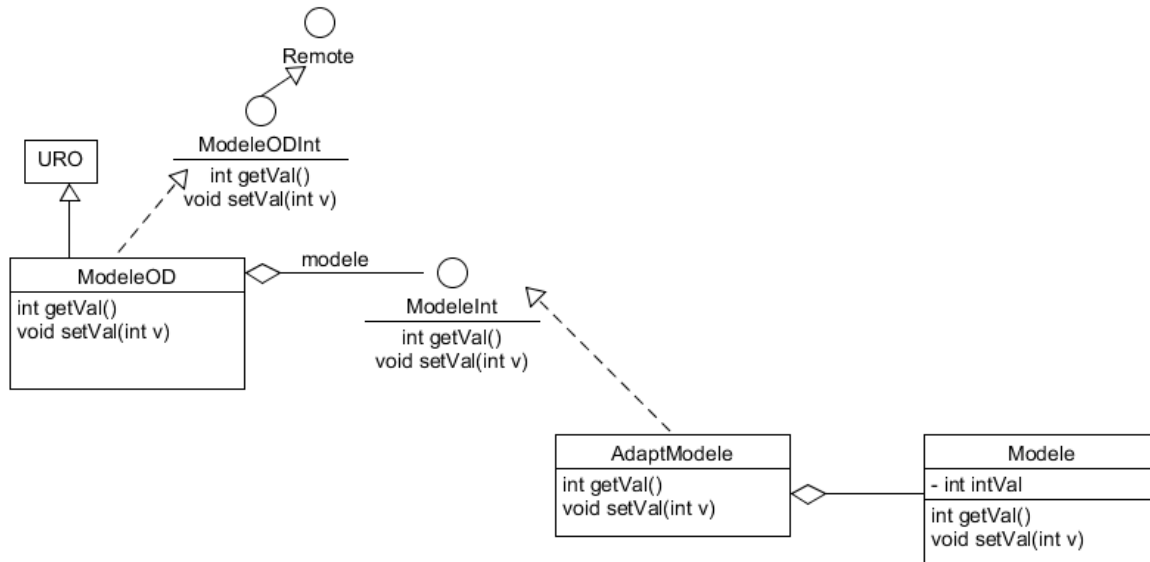 Remote
ModeleODInt
int getVal()
void setVal(int v)
URO
ModeleOD
int getVal()
void setVal(int v)
modele
ModeleInt
int getVal()
void setVal(int v)
AdaptModele
int getVal()
void setVal(int v)
Modele
- int intVal
int getVal()
void setVal(int v)